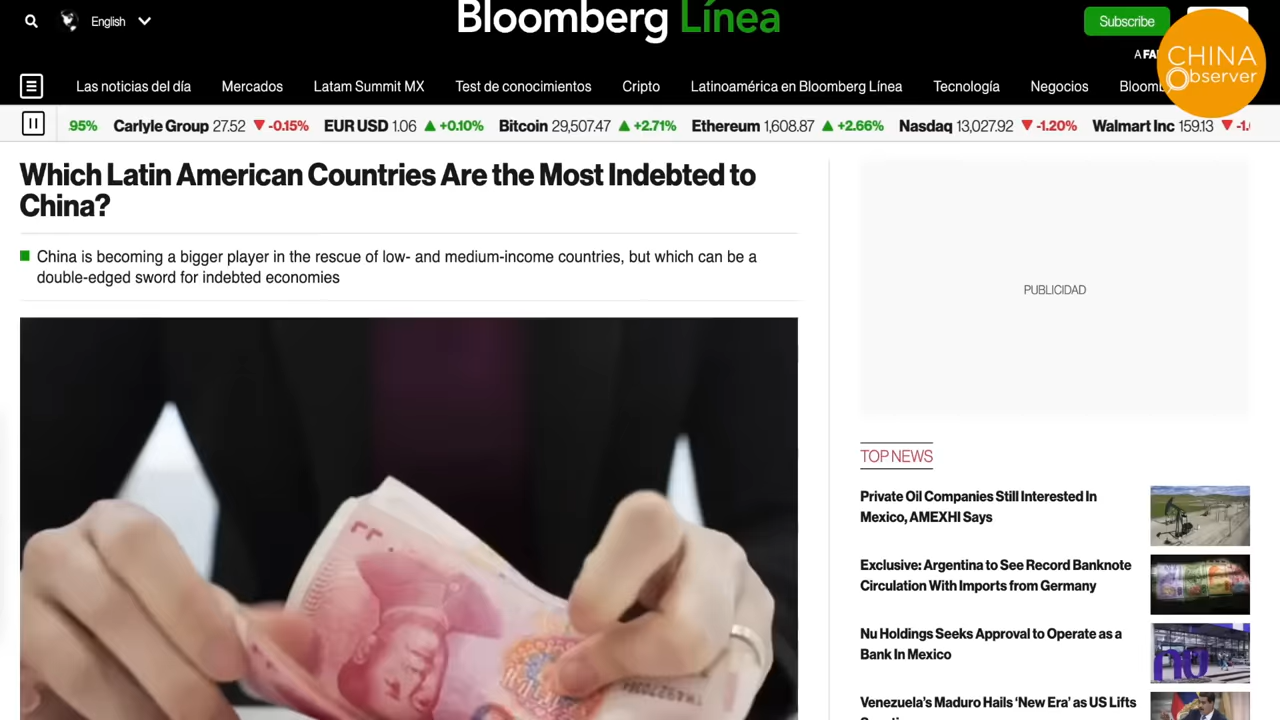 English
Bloomberg Línea
Subscribe
CHINA
Observer
Las noticias del día
Mercados
Latam Summit MX
Test de conocimientos
Cripto
Latinoamérica en Bloomberg Línea
Tecnología
Negocios
95%
Carlyle Group 27.52 ▼ -0.15%
EUR USD 1.06 ▲ +0.10%
Bitcoin 29,507.47 ▲ +2.71%
Ethereum 1,608.87 ▲ +2.66%
Nasdaq 13,027.92 ▼ -1.20%
Walmart Inc 159.13 ▼
Which Latin American Countries Are the Most Indebted to
China?
China is becoming a bigger player in the rescue of low- and medium-income countries, but which can be a
double-edged sword for indebted economies
PUBLICIDAD
TOP NEWS
Private Oil Companies Still Interested In
Mexico, AMEXHI Says
Exclusive: Argentina to See Record Banknote
Circulation With Imports from Germany
Nu Holdings Seeks Approval to Operate as a
Bank In Mexico
Venezuela's Maduro Hails ‘New Era’ as US Lifts